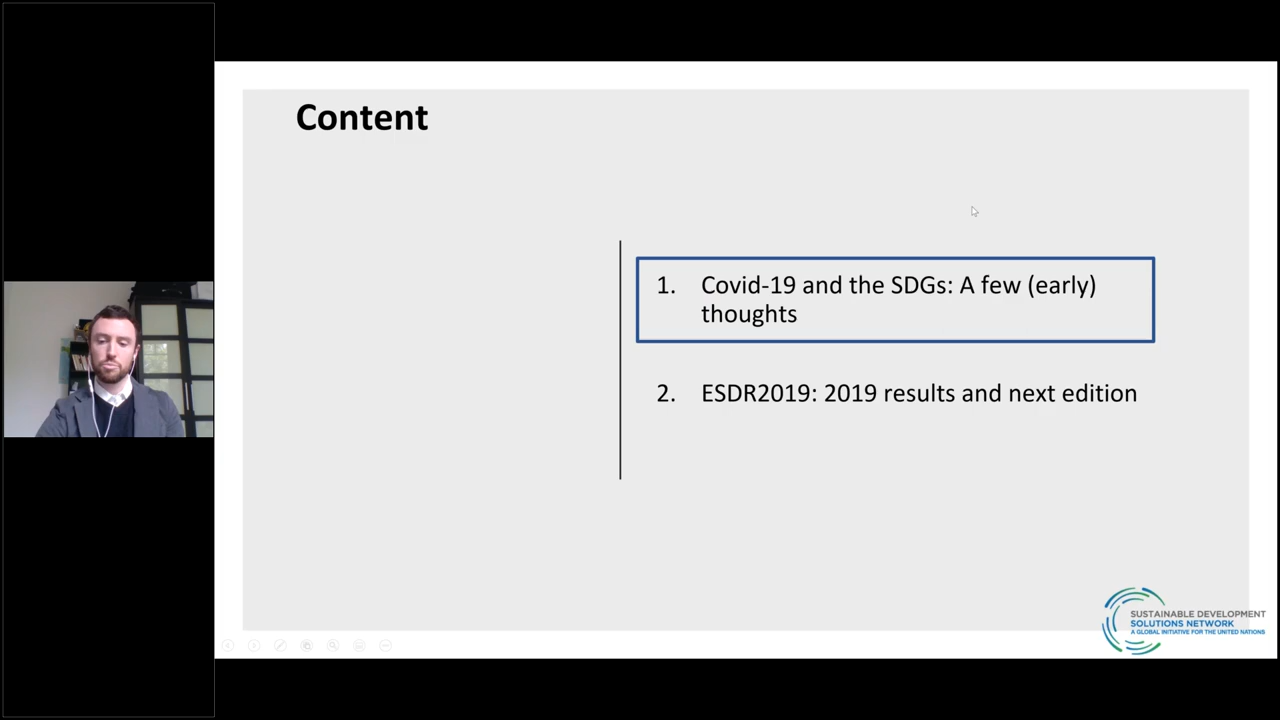 Content
1. Covid-19 and the SDGs: A few (early)
thoughts
2. ESDR2019: 2019 results and next edition
SUSTAINABLE DEVELOPMENT
SOLUTIONS NETWORK
A GLOBAL INITIATIVE FOR THE UNITED NATIONS